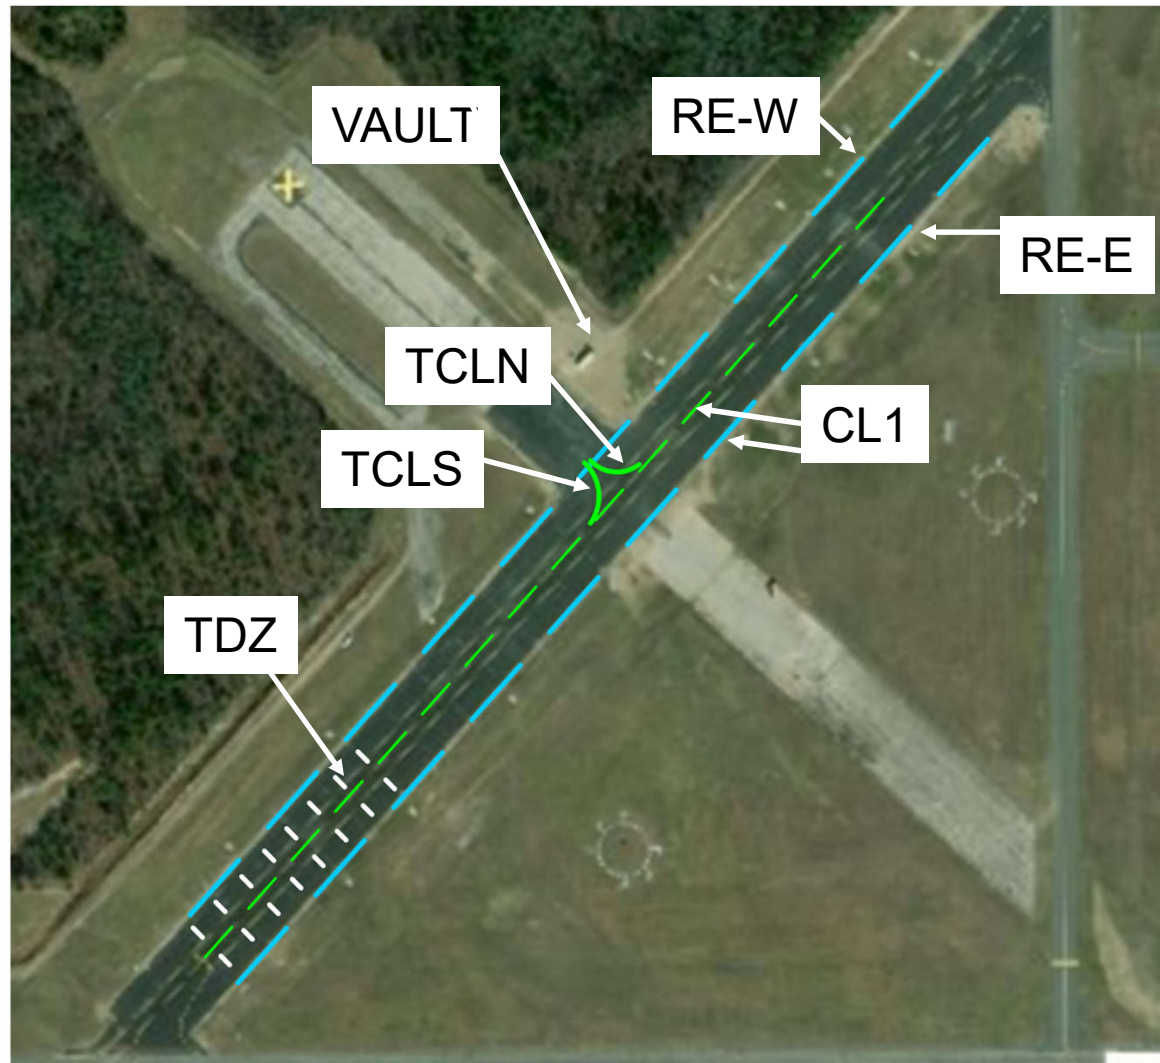 VAULT
RE-W
RE-E
TCLN
CL1
TCLS
TDZ